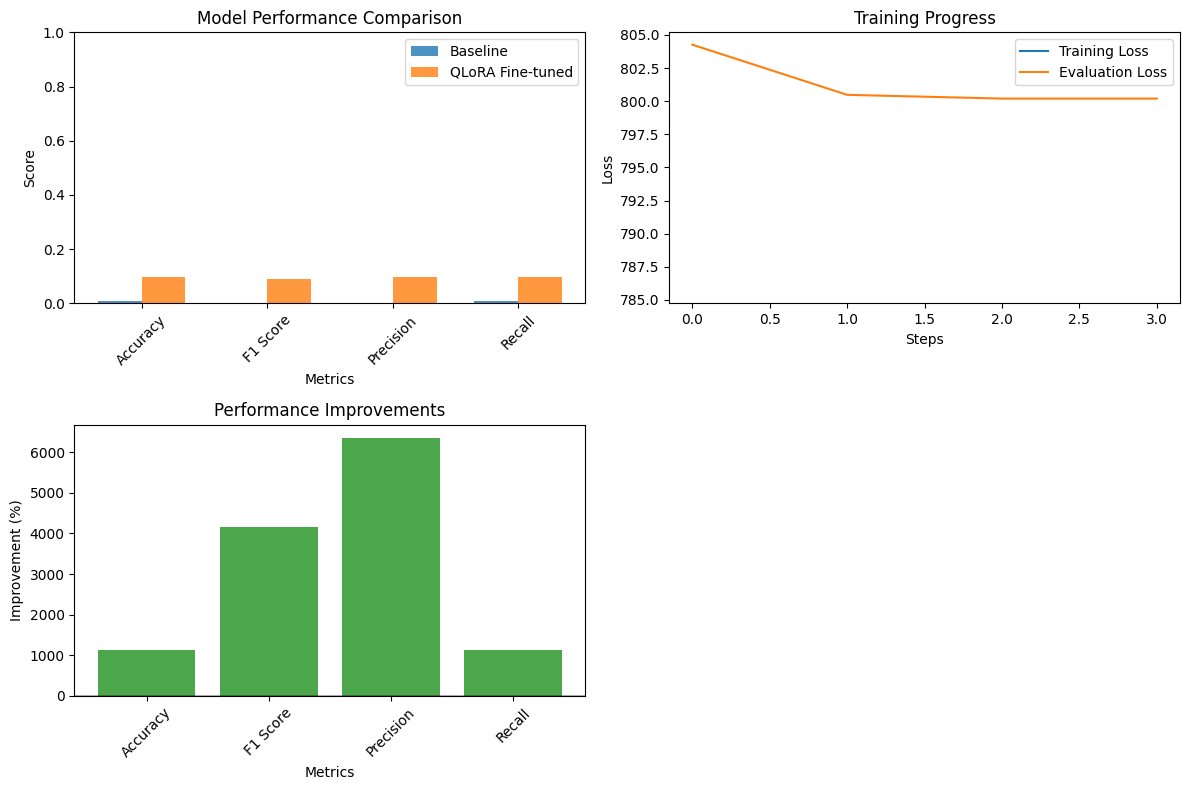 Model Performance Comparison
1.0
0.8
0.6
0.4
0.2
0.0
Score
Baseline
QLoRA Fine-tuned
Accuracy
F1 Score
Precision
Recall
Metrics
Training Progress
805.0
802.5
800.0
797.5
795.0
792.5
790.0
787.5
785.0
Loss
Training Loss
Evaluation Loss
0.0 0.5 1.0 1.5 2.0 2.5 3.0
Steps
Performance Improvements
6000
5000
4000
3000
2000
1000
0
Improvement (%)
Accuracy
F1 Score
Precision
Recall
Metrics